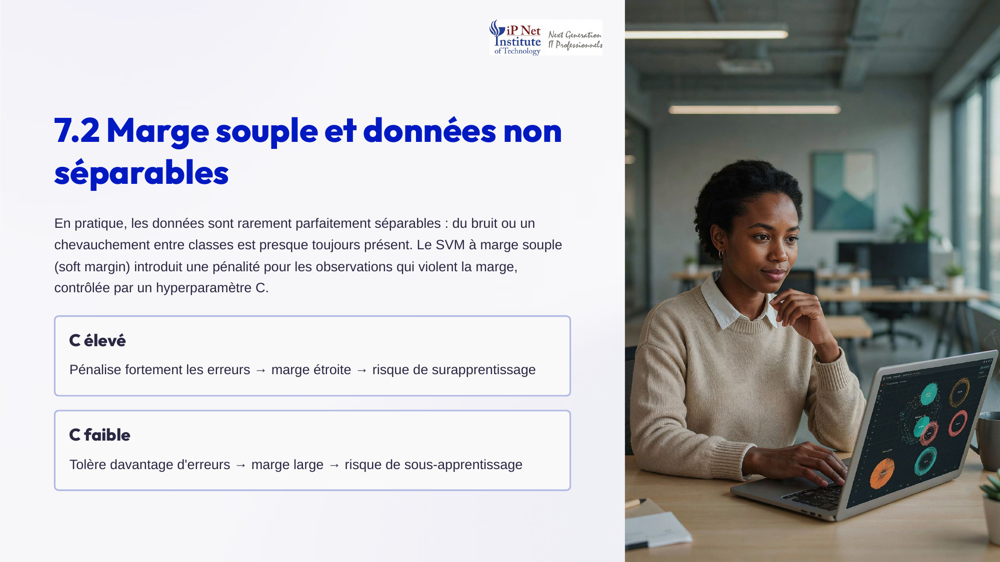 iP Net
Institute
of Technology
Next Generation
IT Professionnels
7.2 Marge souple et données non
séparables
En pratique, les données sont rarement parfaitement séparables : du bruit ou un
chevauchement entre classes est presque toujours présent. Le SVM à marge souple
(soft margin) introduit une pénalité pour les observations qui violent la marge,
contrôlée par un hyperparamètre C.
C élevé
Pénalise fortement les erreurs → marge étroite → risque de surapprentissage
C faible
Tolère davantage d'erreurs → marge large → risque de sous-apprentissage